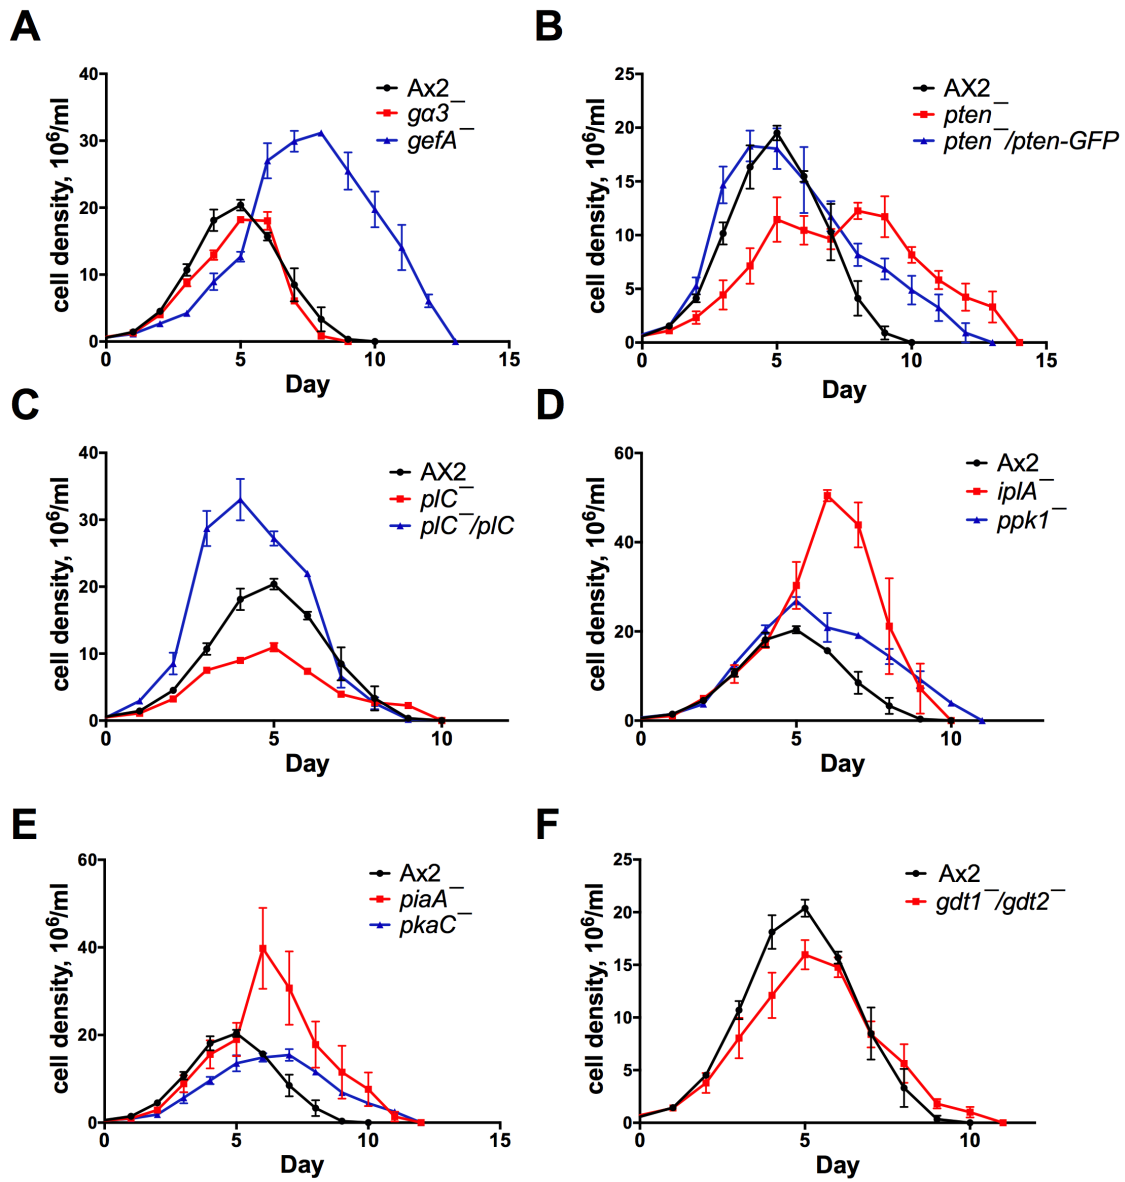 A
cell density, 10⁶/ml
40
30
20
10
0
0 5 10 15
Day
Ax2
gα3⁻
gefA⁻
B
cell density, 10⁶/ml
25
20
15
10
5
0
0 5 10 15
Day
AX2
pten⁻
pten⁻/pten-GFP
C
cell density, 10⁶/ml
40
30
20
10
0
0 5 10
Day
AX2
plC⁻
plC⁻/plC
D
cell density, 10⁶/ml
60
40
20
0
0 5 10
Day
Ax2
iplA⁻
ppk1⁻
E
cell density, 10⁶/ml
60
40
20
0
0 5 10 15
Day
Ax2
piaA⁻
pkaC⁻
F
cell density, 10⁶/ml
25
20
15
10
5
0
0 5 10
Day
Ax2
gdt1⁻/gdt2⁻